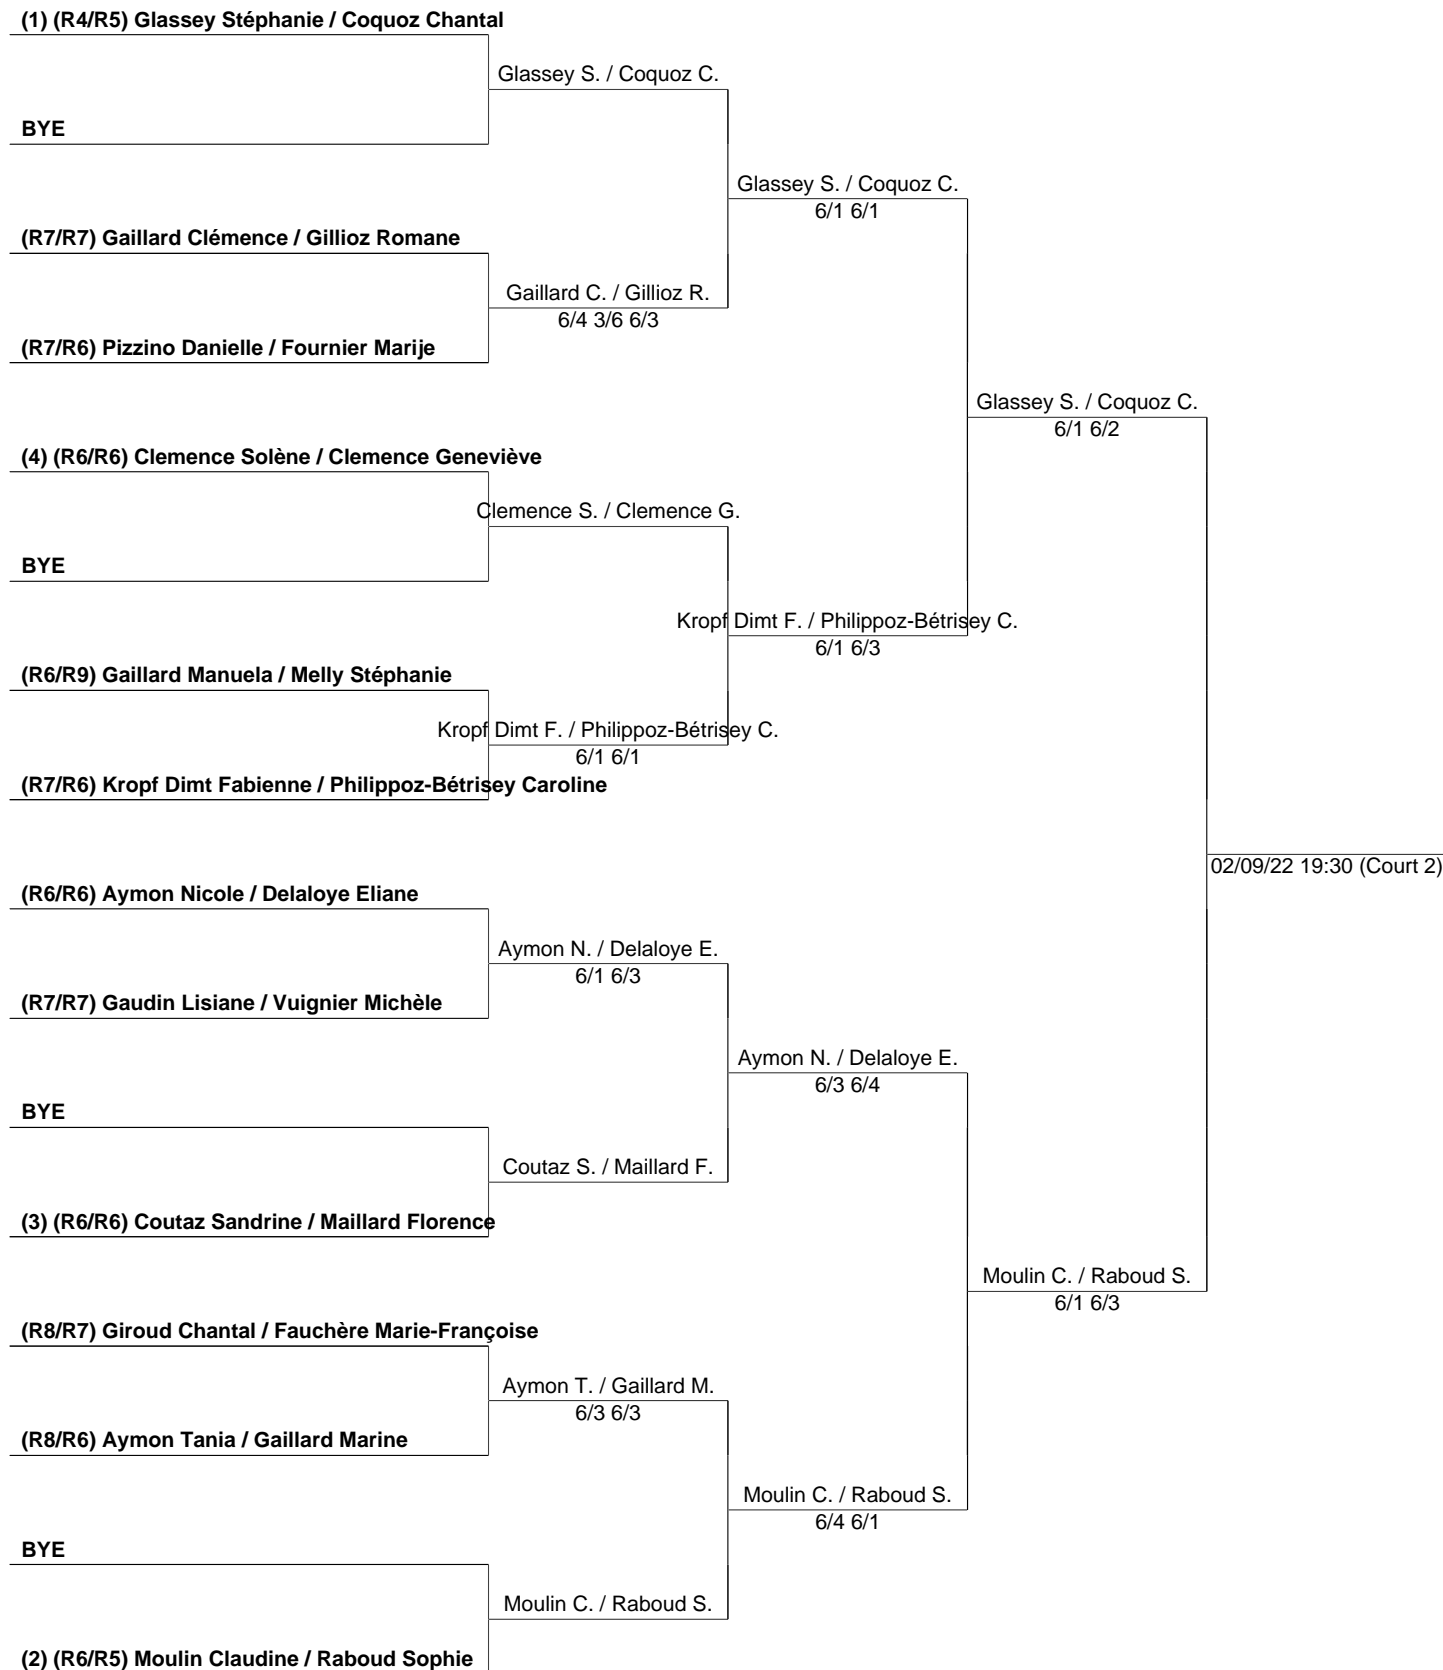 (1) (R4/R5) Glassey Stéphanie / Coquoz Chantal
Glassey S. / Coquoz C.
BYE
Glassey S. / Coquoz C.
6/1 6/1
(R7/R7) Gaillard Clémence / Gillioz Romane
Gaillard C. / Gillioz R.
6/4 3/6 6/3
(R7/R6) Pizzino Danielle / Fournier Marije
Glassey S. / Coquoz C.
6/1 6/2
(4) (R6/R6) Clemence Solène / Clemence Geneviève
Clemence S. / Clemence G.
BYE
Kropf Dimt F. / Philippoz-Bétrisey C.
6/1 6/3
(R6/R9) Gaillard Manuela / Melly Stéphanie
Kropf Dimt F. / Philippoz-Bétrisey C.
6/1 6/1
(R7/R6) Kropf Dimt Fabienne / Philippoz-Bétrisey Caroline
02/09/22 19:30 (Court 2)
(R6/R6) Aymon Nicole / Delaloye Eliane
Aymon N. / Delaloye E.
6/1 6/3
(R7/R7) Gaudin Lisiane / Vuignier Michèle
Aymon N. / Delaloye E.
6/3 6/4
BYE
Coutaz S. / Maillard F.
(3) (R6/R6) Coutaz Sandrine / Maillard Florence
Moulin C. / Raboud S.
6/1 6/3
(R8/R7) Giroud Chantal / Fauchère Marie-Françoise
Aymon T. / Gaillard M.
6/3 6/3
(R8/R6) Aymon Tania / Gaillard Marine
Moulin C. / Raboud S.
6/4 6/1
BYE
Moulin C. / Raboud S.
(2) (R6/R5) Moulin Claudine / Raboud Sophie